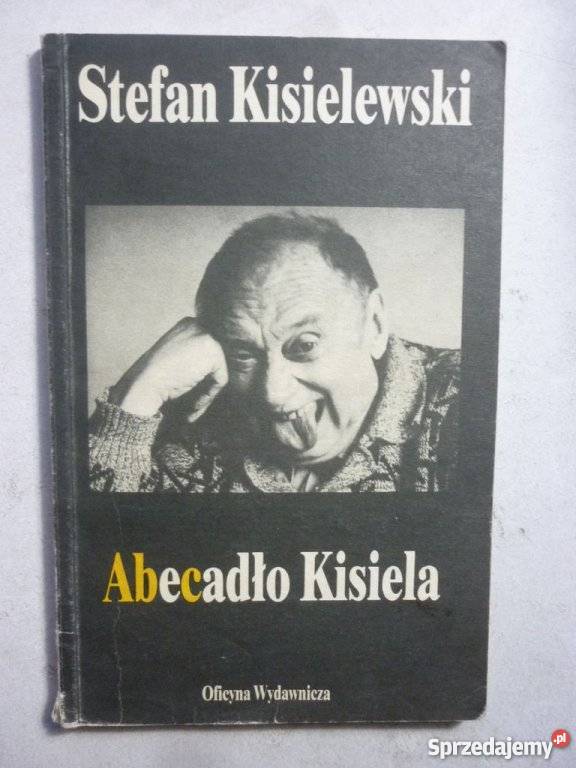 Stefan Kisielewski
Abecadło Kisiela
Oficyna Wydawnicza
Sprzedajemy.pl